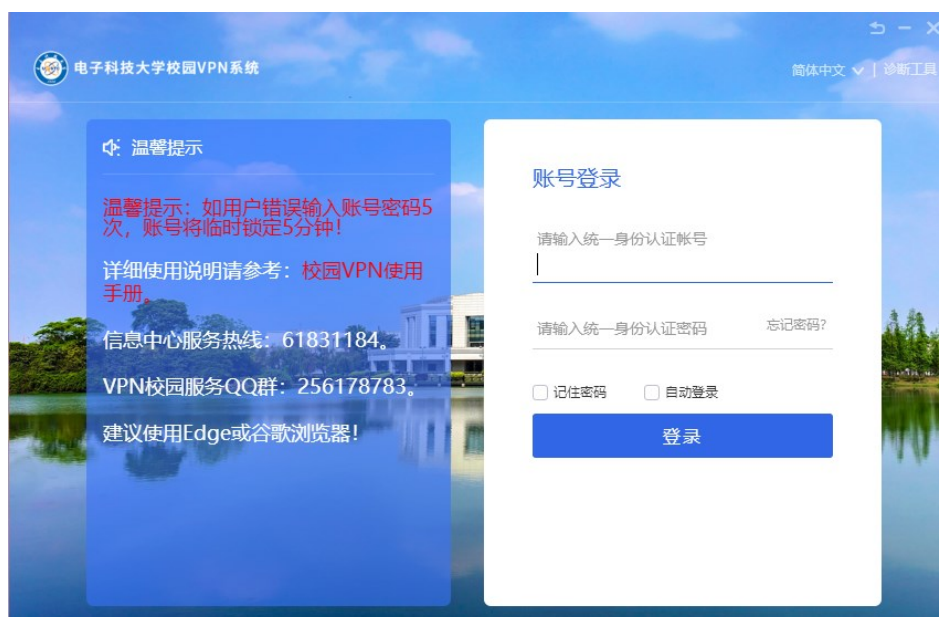 电子科技大学校园VPN系统
简体中文 | 诊断工具
温馨提示
温馨提示：如用户错误输入账号密码5
次，账号将临时锁定5分钟！
详细使用说明请参考：校园VPN使用
手册。
信息中心服务热线：61831184。
VPN校园服务QQ群：256178783。
建议使用Edge或谷歌浏览器！
账号登录
请输入统一身份认证帐号
请输入统一身份认证密码
忘记密码?
记住密码
自动登录
登录